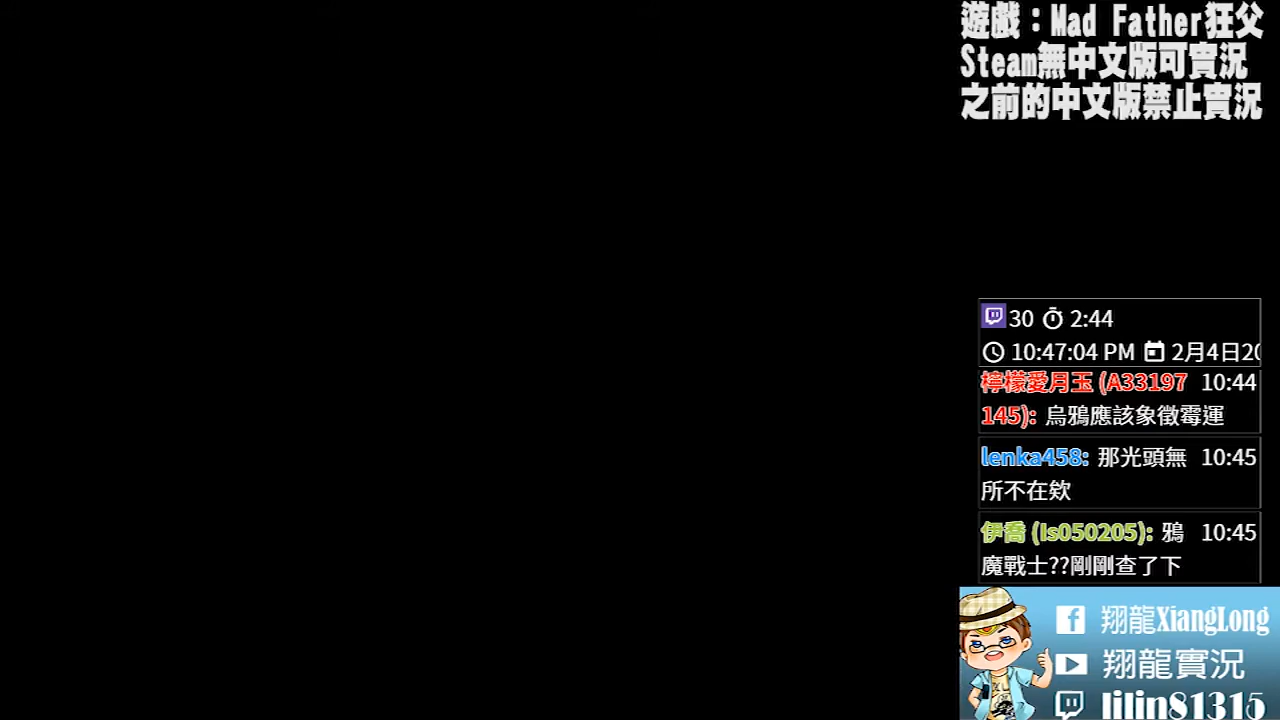 遊戲：Mad Father狂父
Steam無中文版可實況
之前的中文版禁止實況
30 2:44
10:47:04 PM 2月4日20
檸檬愛月玉 (A33197 10:44
145): 烏鴉應該象徵霉運
lenka458: 那光頭無 10:45
所不在欸
伊喬 (ls050205): 鴉 10:45
魔戰士??剛剛查了下
翔龍XiangLong
翔龍實況
lilin81315